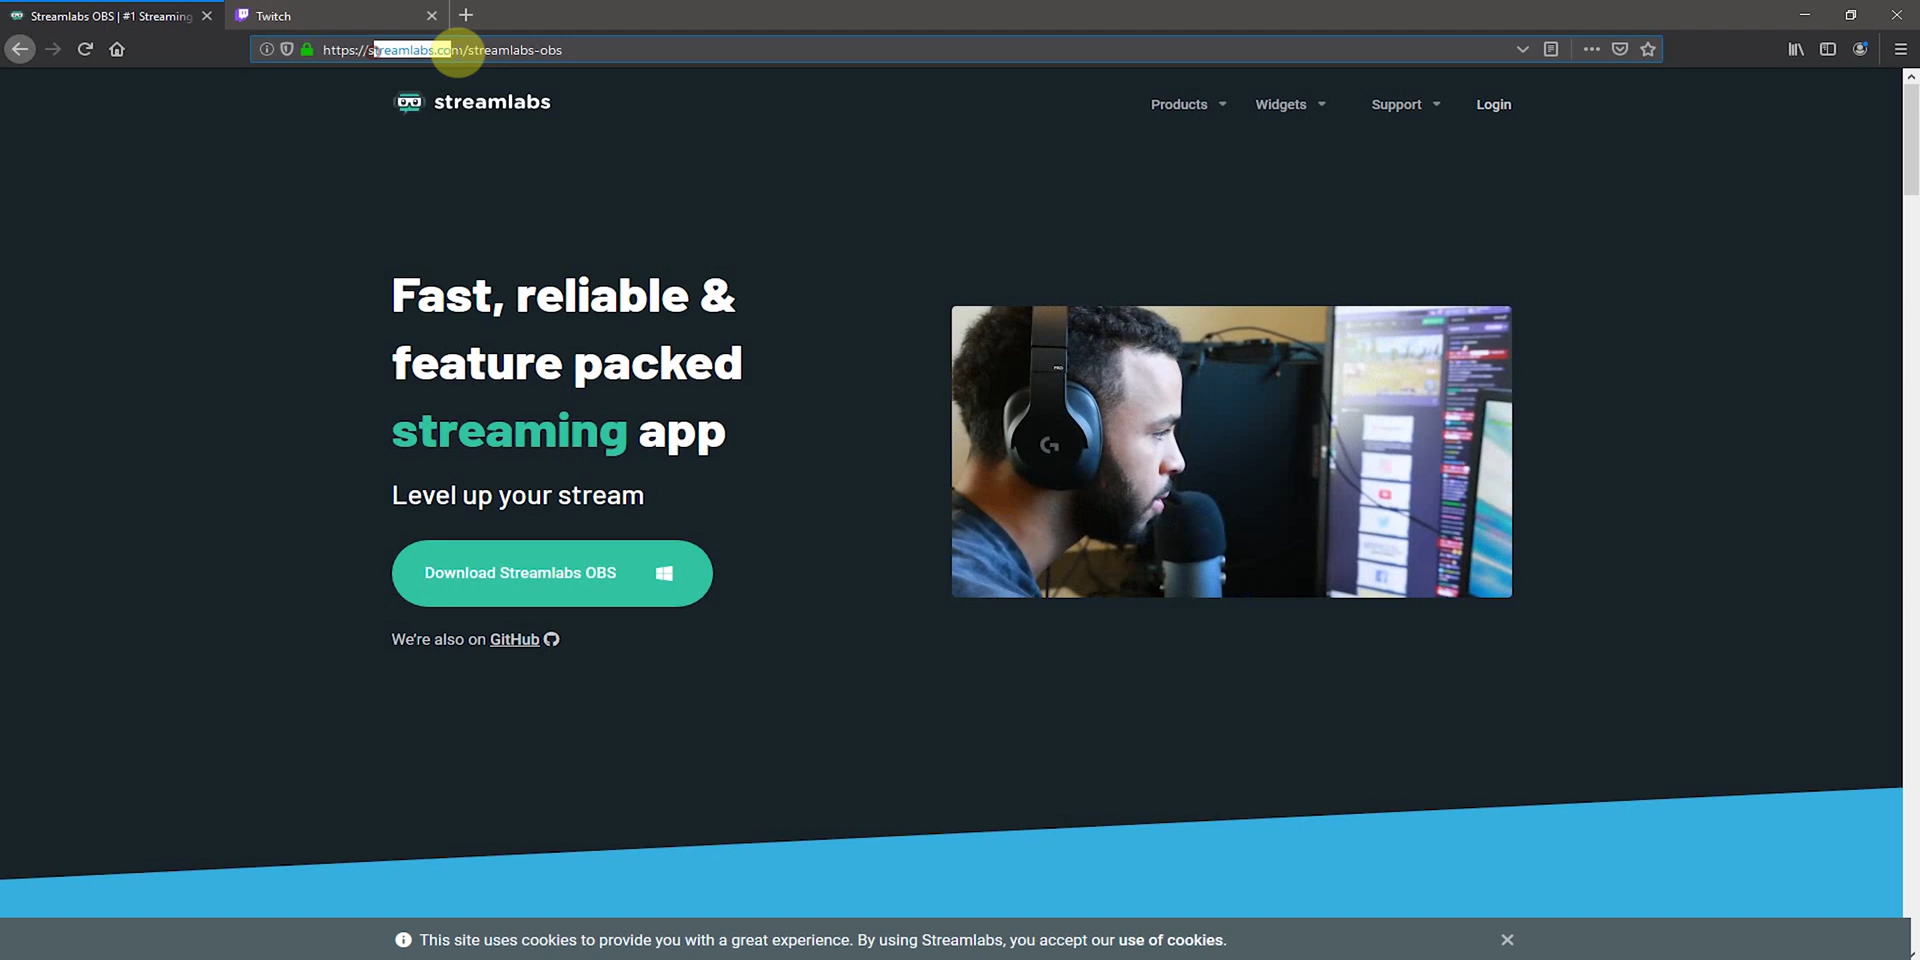 Streamlabs OBS | #1 Streaming
Twitch
https://streamlabs.com/streamlabs-obs
streamlabs
Products
Widgets
Support
Login
Fast, reliable &
feature packed
streaming app
Level up your stream
Download Streamlabs OBS
We're also on GitHub
PRO
This site uses cookies to provide you with a great experience. By using Streamlabs, you accept our use of cookies.